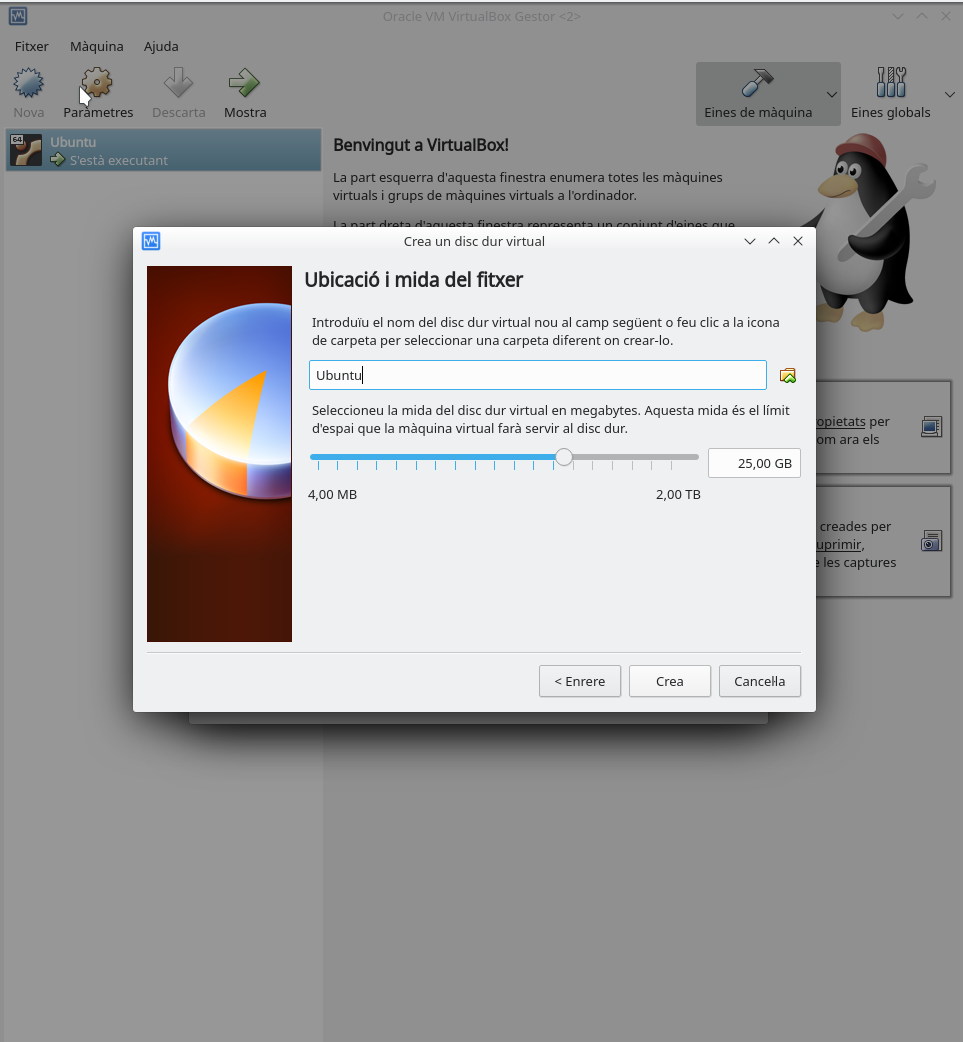 Oracle VM VirtualBox Gestor <2>
Fitxer Màquina Ajuda
Nova Paràmetres Descarta Mostra Eines de màquina Eines globals
64
Ubuntu
S'està executant
Benvingut a VirtualBox!
La part esquerra d'aquesta finestra enumera totes les màquines
virtuals i grups de màquines virtuals a l'ordinador.
La part dreta d'aquesta finestra representa un conjunt d'eines que
Crea un disc dur virtual
Ubicació i mida del fitxer
Introduïu el nom del disc dur virtual nou al camp següent o feu clic a la icona
de carpeta per seleccionar una carpeta diferent on crear-lo.
Ubuntu
Seleccioneu la mida del disc dur virtual en megabytes. Aquesta mida és el límit
d'espai que la màquina virtual farà servir al disc dur.
25,00 GB
4,00 MB 2,00 TB
< Enrere Crea Cancel·la
opietats per
om ara els
creades per
uprimir,
les captures